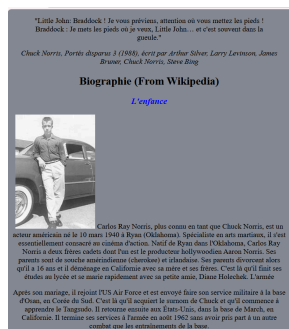 "Little John: Braddock ! Je vous préviens, attention où vous mettez les pieds !
Braddock : Je mets les pieds où je veux, Little John… et c'est souvent dans la
gueule."
Chuck Norris, Portés disparus 3 (1988), écrit par Arthur Silver, Larry Levinson, James
Bruner, Chuck Norris, Steve Bing
Biographie (From Wikipedia)
L'enfance
Carlos Ray Norris, plus connu en tant que Chuck Norris, est un
acteur américain né le 10 mars 1940 à Ryan (Oklahoma). Spécialiste en arts martiaux, il s'est
essentiellement consacré au cinéma d'action. Natif de Ryan dans l'Oklahoma, Carlos Ray
Norris a deux frères cadets dont l'un est le producteur hollywoodien Aaron Norris. Ses
parents sont de souche amérindienne (cherokee) et irlandaise. Ses parents divorcent alors
qu'il a 16 ans et il déménage en Californie avec sa mère et ses frères. C'est là qu'il finit ses
études au lycée et se marie rapidement avec sa petite amie, Diane Holechek. L'armée
Après son mariage, il rejoint l'US Air Force et est envoyé faire son service militaire à la base
d'Osan, en Corée du Sud. C'est là qu'il acquiert le surnom de Chuck et qu'il commence à
apprendre le Tangsudo. Il retourne ensuite aux États-Unis, dans la base de March, en
Californie. Il termine ses services à l'armée en août 1962 sans avoir pris part à un autre
combat que les entraînements de la base.